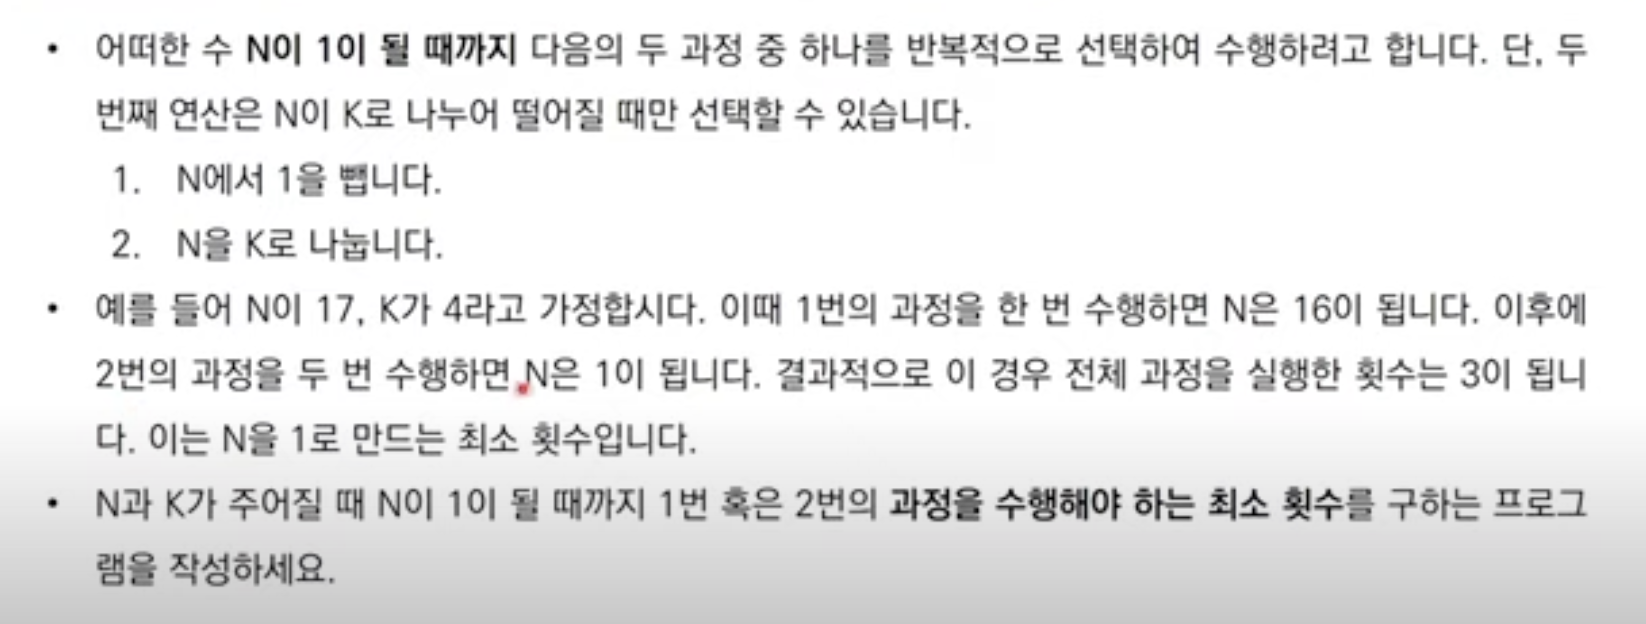 • 어떠한 수 N이 1이 될 때까지 다음의 두 과정 중 하나를 반복적으로 선택하여 수행하려고 합니다. 단, 두
번째 연산은 N이 K로 나누어 떨어질 때만 선택할 수 있습니다.
1. N에서 1을 뺍니다.
2. N을 K로 나눕니다.
• 예를 들어 N이 17, K가 4라고 가정합시다. 이때 1번의 과정을 한 번 수행하면 N은 16이 됩니다. 이후에
2번의 과정을 두 번 수행하면 N은 1이 됩니다. 결과적으로 이 경우 전체 과정을 실행한 횟수는 3이 됩니
다. 이는 N을 1로 만드는 최소 횟수입니다.
• N과 K가 주어질 때 N이 1이 될 때까지 1번 혹은 2번의 과정을 수행해야 하는 최소 횟수를 구하는 프로그
램을 작성하세요.